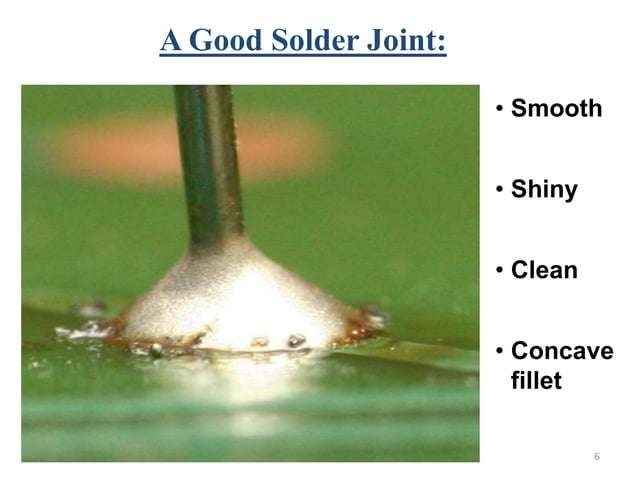 A Good Solder Joint:
• Smooth
• Shiny
• Clean
• Concave
fillet
6